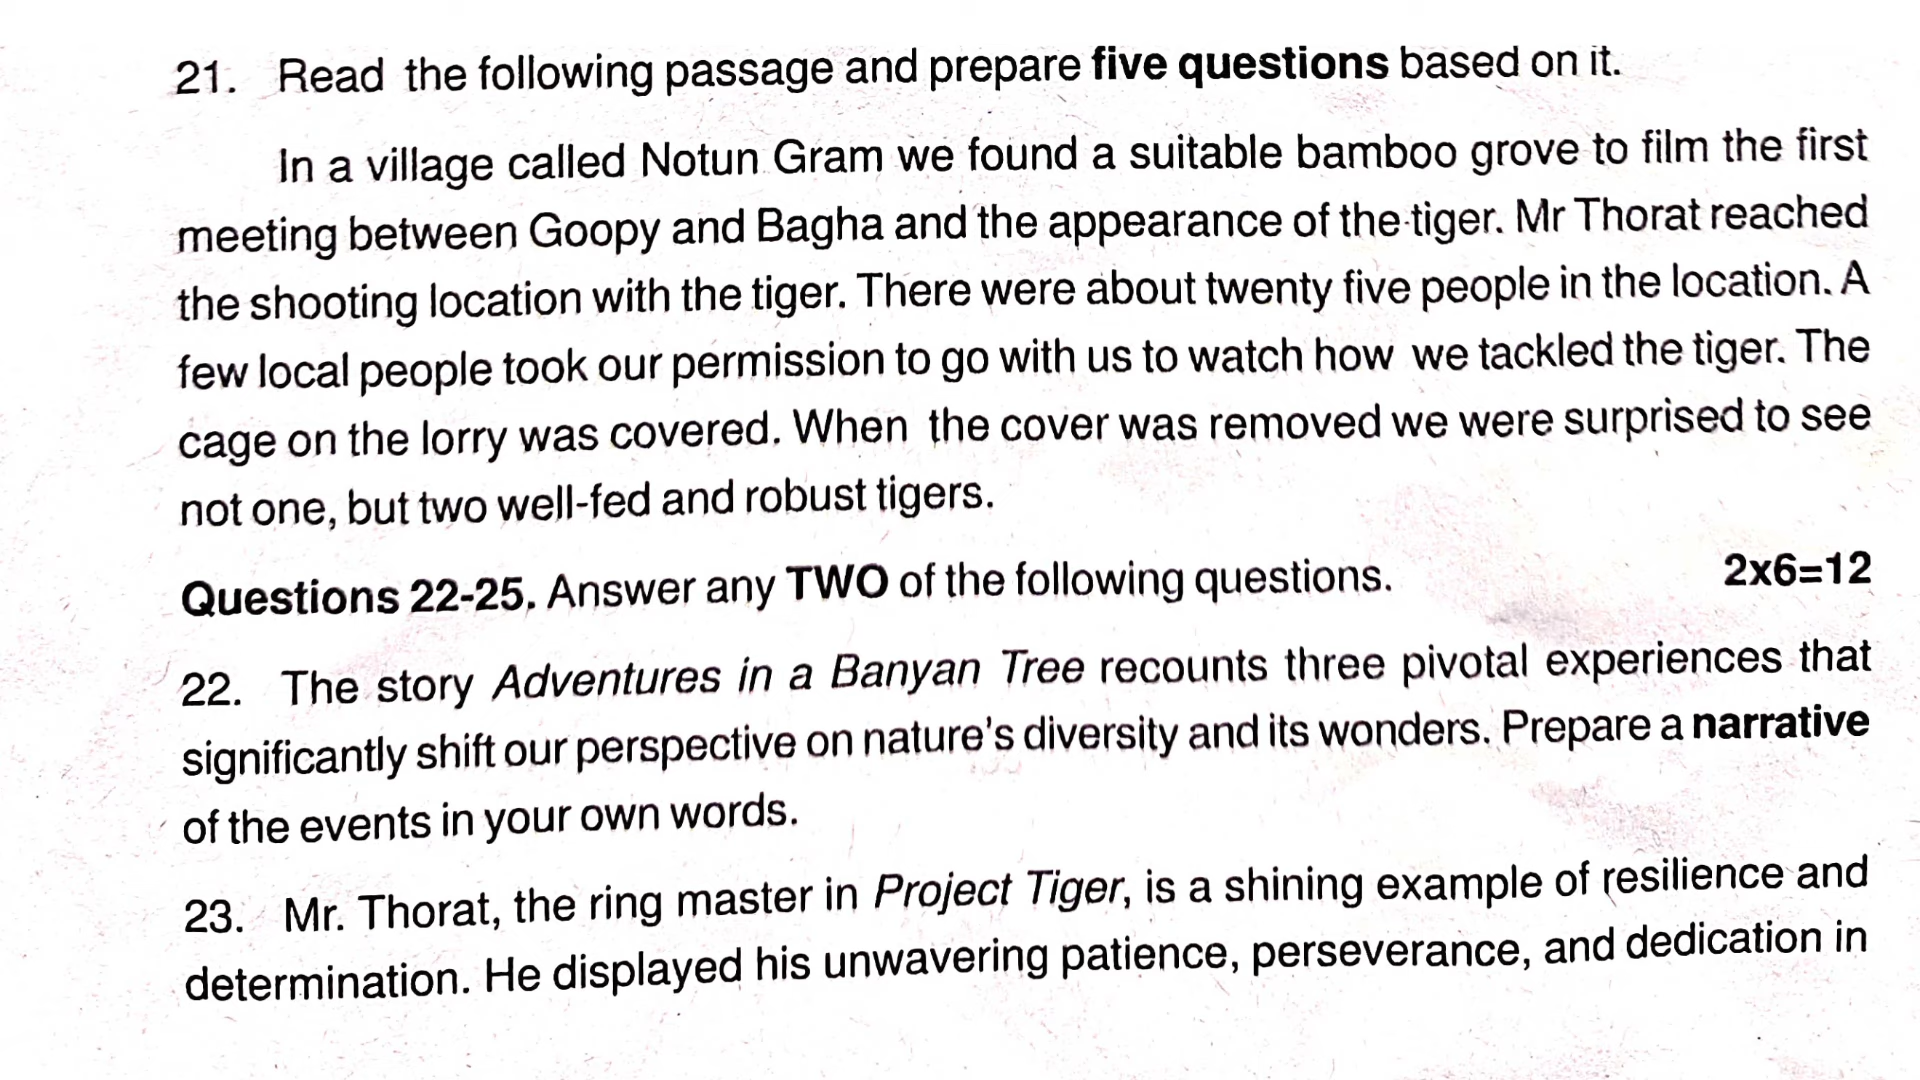 21. Read the following passage and prepare five questions based on it.
In a village called Notun Gram we found a suitable bamboo grove to film the first
meeting between Goopy and Bagha and the appearance of the tiger. Mr Thorat reached
the shooting location with the tiger. There were about twenty five people in the location. A
few local people took our permission to go with us to watch how we tackled the tiger. The
cage on the lorry was covered. When the cover was removed we were surprised to see
not one, but two well-fed and robust tigers.
Questions 22-25. Answer any TWO of the following questions. 2x6=12
22. The story Adventures in a Banyan Tree recounts three pivotal experiences that
significantly shift our perspective on nature's diversity and its wonders. Prepare a narrative
of the events in your own words.
23. Mr. Thorat, the ring master in Project Tiger, is a shining example of resilience and
determination. He displayed his unwavering patience, perseverance, and dedication in